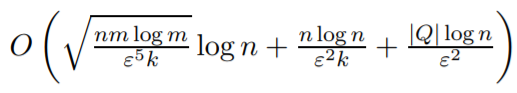 $O\left(\sqrt{\frac{nm \log m}{\varepsilon^5 k}} \log n + \frac{n \log n}{\varepsilon^2 k} + \frac{|Q| \log n}{\varepsilon^2}\right)$